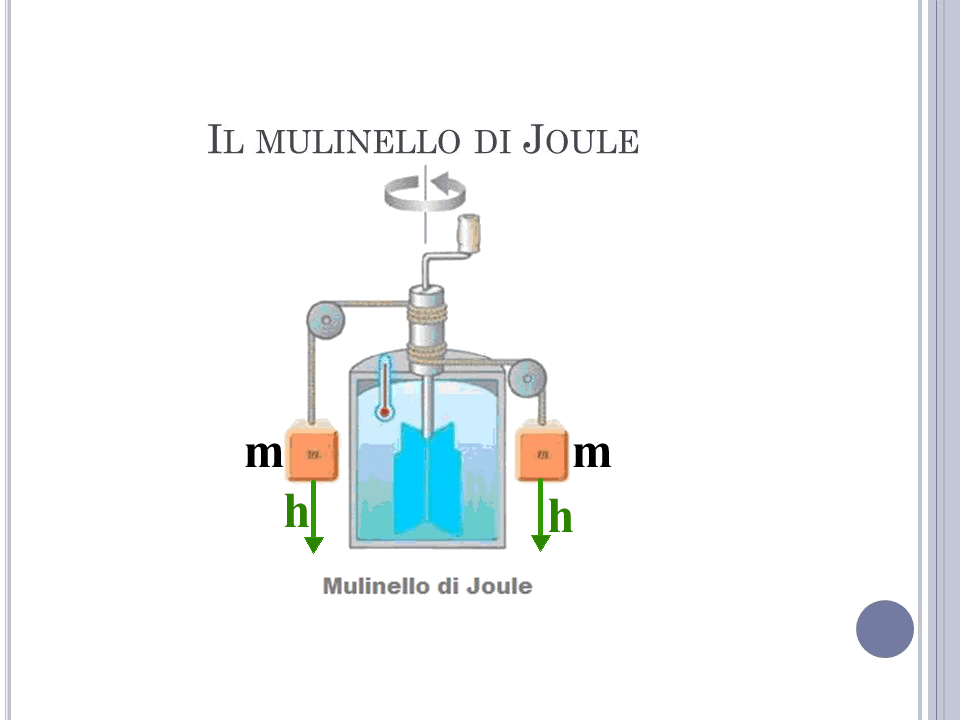 IL MULINELLO DI JOULE
m m m m
h h
Mulinello di Joule